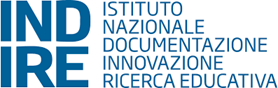 IND
IRE
ISTITUTO
NAZIONALE
DOCUMENTAZIONE
INNOVAZIONE
RICERCA EDUCATIVA